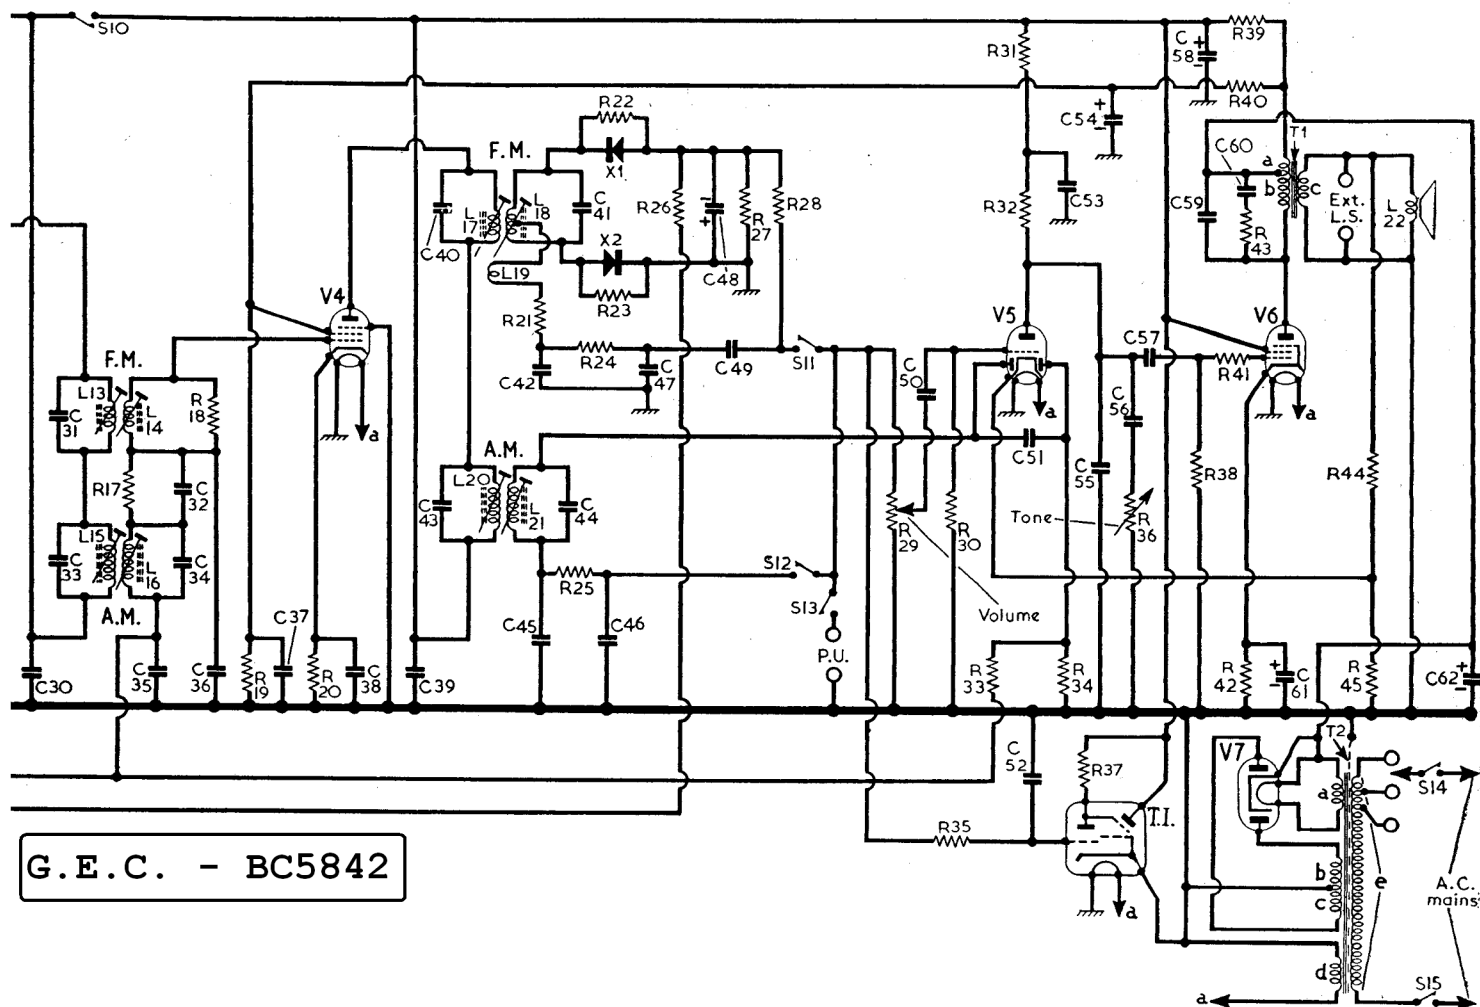 S10
R31
C
58
+
-
R39
R40
R22
C54
+
-
T1
F.M.
X1
C60
a
b
c
L
17
L
18
C
41
R26
R
27
R28
R32
C53
C59
Ext.
L.S.
L
22
C40
X2
C48
-
+
R
43
L19
V4
R21
R23
V5
V6
C57
R24
S11
F.M.
C42
C
47
C49
C
50
R41
L13
L
14
R
18
C
31
a
a
a
C
56
A.M.
C51
R17
C
32
L20
L
21
C
43
C
44
C
55
R38
R44
Tone
R
36
R
29
R
30
L15
L
16
C
33
C
34
S12
R25
A.M.
S13
Volume
C37
C45
C46
P.U.
C30
C
35
C
36
R
19
R
20
C
38
C39
R
33
R
34
R
42
+
-
C
61
R
45
C62
+
-
T2
V7
C
52
R37
S14
a
T.I.
R35
G.E.C. - BC5842
b
c
e
A.C.
mains
a
d
S15
a